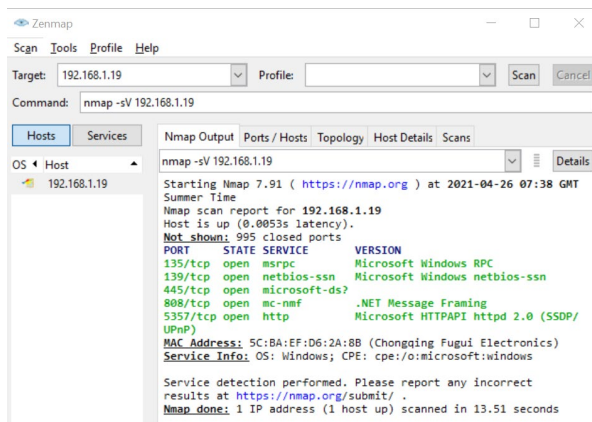 Zenmap
Scan Tools Profile Help
Target: 192.168.1.19 Profile: Scan Cancel
Command: nmap -sV 192.168.1.19
Hosts Services Nmap Output Ports / Hosts Topology Host Details Scans
OS Host nmap -sV 192.168.1.19 Details
192.168.1.19
Starting Nmap 7.91 ( https://nmap.org ) at 2021-04-26 07:38 GMT
Summer Time
Nmap scan report for 192.168.1.19
Host is up (0.0053s latency).
Not shown: 995 closed ports
PORT STATE SERVICE VERSION
135/tcp open msrpc Microsoft Windows RPC
139/tcp open netbios-ssn Microsoft Windows netbios-ssn
445/tcp open microsoft-ds?
808/tcp open mc-nmf .NET Message Framing
5357/tcp open http Microsoft HTTPAPI httpd 2.0 (SSDP/
UPnP)
MAC Address: 5C:BA:EF:D6:2A:8B (Chongqing Fugui Electronics)
Service Info: OS: Windows; CPE: cpe:/o:microsoft:windows
Service detection performed. Please report any incorrect
results at https://nmap.org/submit/ .
Nmap done: 1 IP address (1 host up) scanned in 13.51 seconds